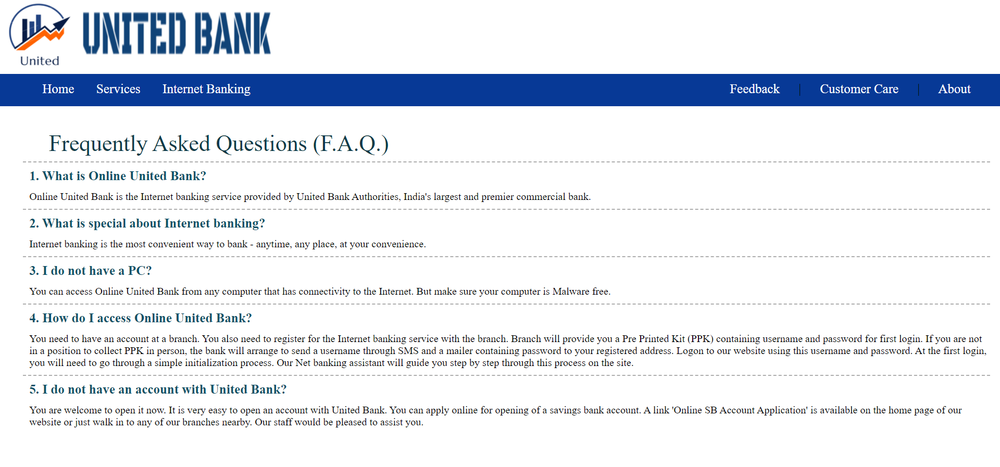 United
UNITED BANK
Home Services Internet Banking Feedback Customer Care About
Frequently Asked Questions (F.A.Q.)
1. What is Online United Bank?
Online United Bank is the Internet banking service provided by United Bank Authorities, India's largest and premier commercial bank.
2. What is special about Internet banking?
Internet banking is the most convenient way to bank - anytime, any place, at your convenience.
3. I do not have a PC?
You can access Online United Bank from any computer that has connectivity to the Internet. But make sure your computer is Malware free.
4. How do I access Online United Bank?
You need to have an account at a branch. You also need to register for the Internet banking service with the branch. Branch will provide you a Pre Printed Kit (PPK) containing username and password for first login. If you are not
in a position to collect PPK in person, the bank will arrange to send a username through SMS and a mailer containing password to your registered address. Logon to our website using this username and password. At the first login,
you will need to go through a simple initialization process. Our Net banking assistant will guide you step by step through this process on the site.
5. I do not have an account with United Bank?
You are welcome to open it now. It is very easy to open an account with United Bank. You can apply online for opening of a savings bank account. A link 'Online SB Account Application' is available on the home page of our
website or just walk in to any of our branches nearby. Our staff would be pleased to assist you.